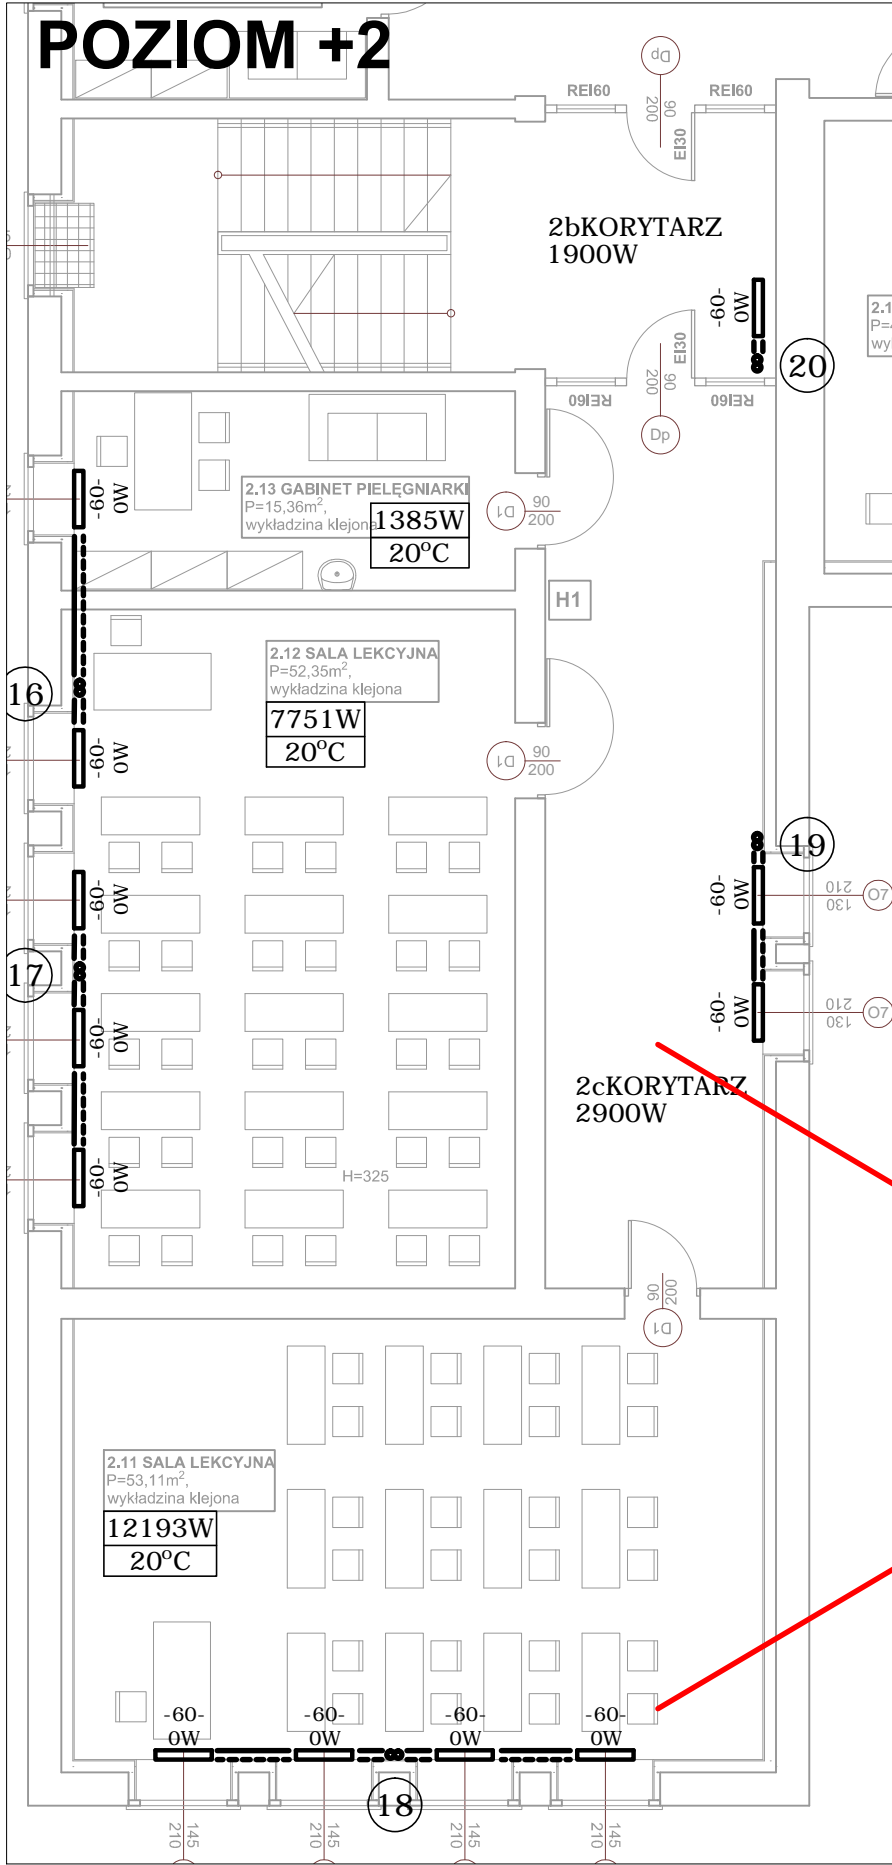 POZIOM +2
Dp
90
200
REI60
REI60
EI30
2bKORYTARZ
1900W
-60-
0W
20
2.1
P=4
wy
EI30
90
200
REI60
REI60
Dp
-60-
0W
2.13 GABINET PIELĘGNIARKI
P=15,36m²,
wykładzina klejona
1385W
20°C
D1
90
200
H1
2.12 SALA LEKCYJNA
P=52,35m²,
wykładzina klejona
7751W
20°C
16
-60-
0W
D1
90
200
19
-60-
0W
210
130
O7
-60-
0W
17
-60-
0W
-60-
0W
210
130
O7
2cKORYTARZ
2900W
-60-
0W
H=325
90
200
D1
2.11 SALA LEKCYJNA
P=53,11m²,
wykładzina klejona
12193W
20°C
-60-
0W
-60-
0W
-60-
0W
-60-
0W
18
145
210
145
210
145
210
145
210